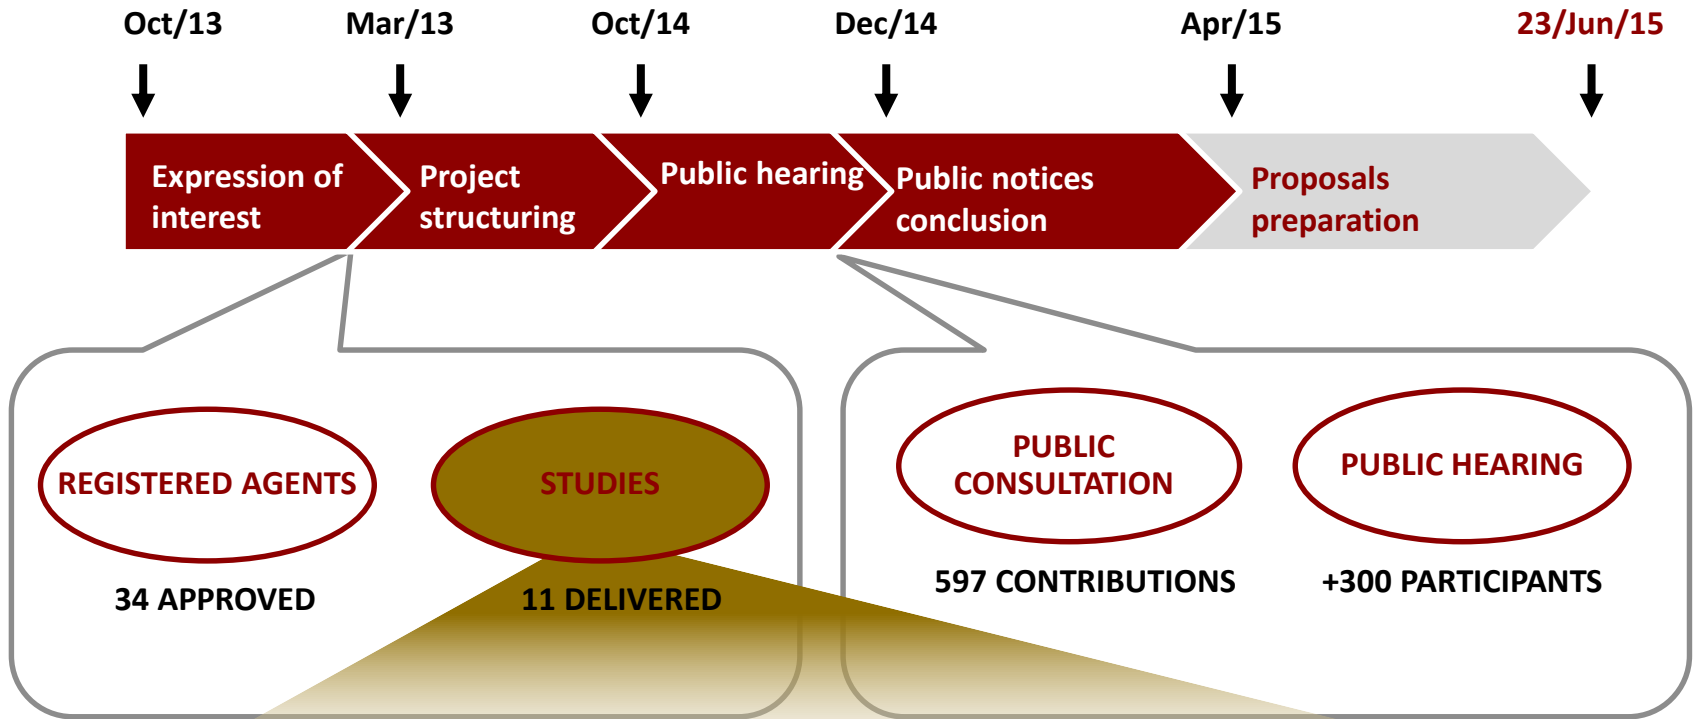 Oct/13
Mar/13
Oct/14
Dec/14
Apr/15
23/Jun/15
Expression of
interest
Project
structuring
Public hearing
Public notices
conclusion
Proposals
preparation
REGISTERED AGENTS
34 APPROVED
STUDIES
11 DELIVERED
PUBLIC
CONSULTATION
597 CONTRIBUTIONS
PUBLIC HEARING
+300 PARTICIPANTS